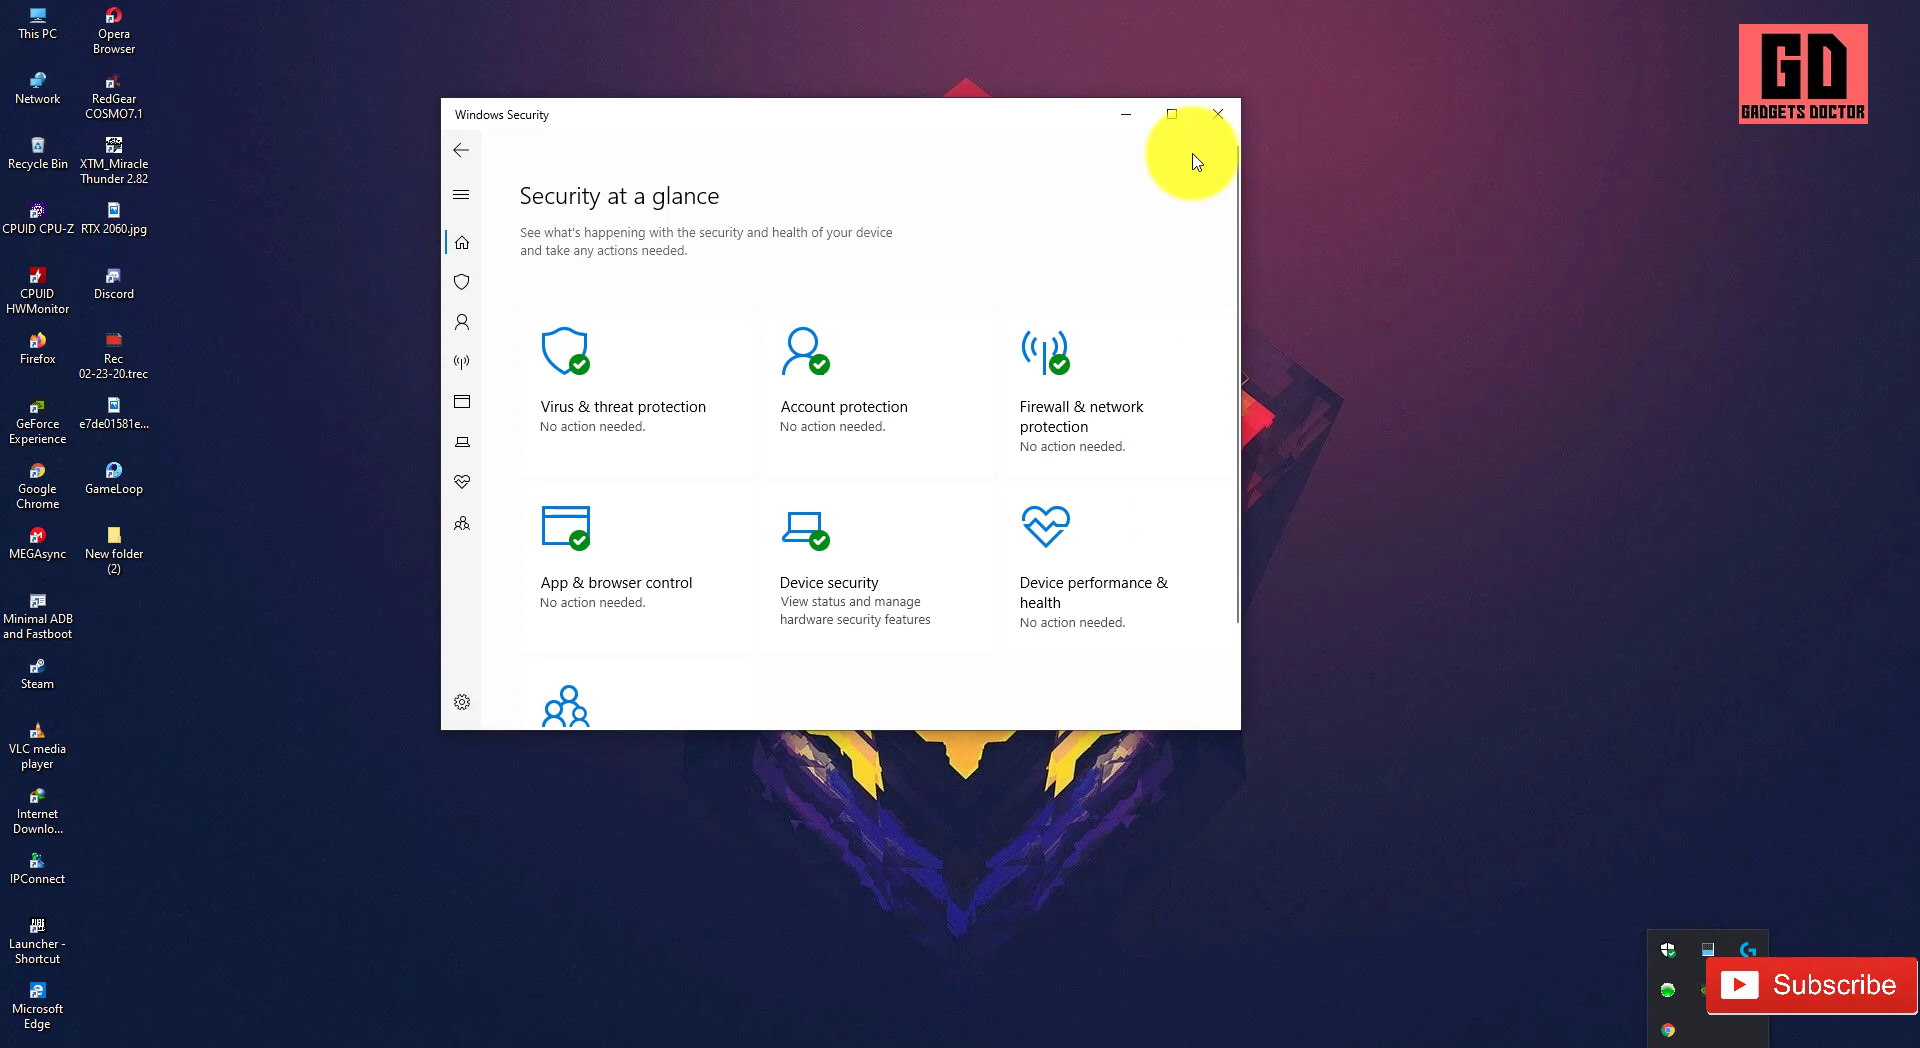 This PC
Opera
Browser
Network
RedGear
COSMO7.1
Recycle Bin
XTM_Miracle
Thunder 2.82
CPUID CPU-Z
RTX 2060.jpg
CPUID
HWMonitor
Discord
Firefox
Rec
02-23-20.trec
GeForce
Experience
e7de01581e...
Google
Chrome
GameLoop
MEGAsync
New folder
(2)
Minimal ADB
and Fastboot
Steam
VLC media
player
Internet
Downlo...
IPConnect
Launcher -
Shortcut
Microsoft
Edge
Windows Security
Security at a glance
See what's happening with the security and health of your device
and take any actions needed.
Virus & threat protection
No action needed.
Account protection
No action needed.
Firewall & network
protection
No action needed.
App & browser control
No action needed.
Device security
View status and manage
hardware security features
Device performance &
health
No action needed.
GD
GADGETS DOCTOR
Subscribe